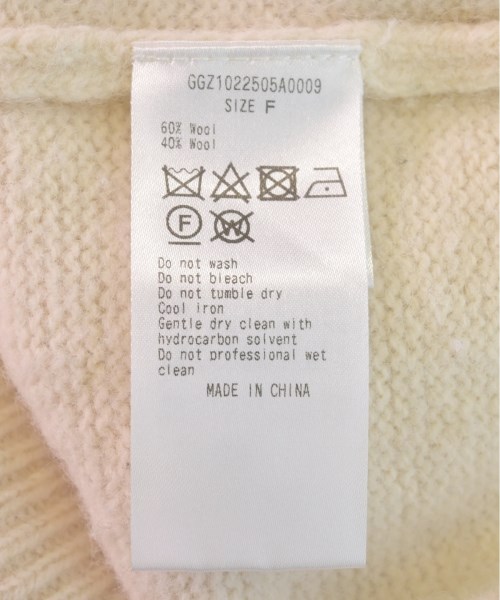 GGZ1022505A0009
SIZE F
60% Wool
40% Wool
F
W
Do not wash
Do not bleach
Do not tumble dry
Cool iron
Gentle dry clean with
hydrocarbon solvent
Do not professional wet
clean
MADE IN CHINA